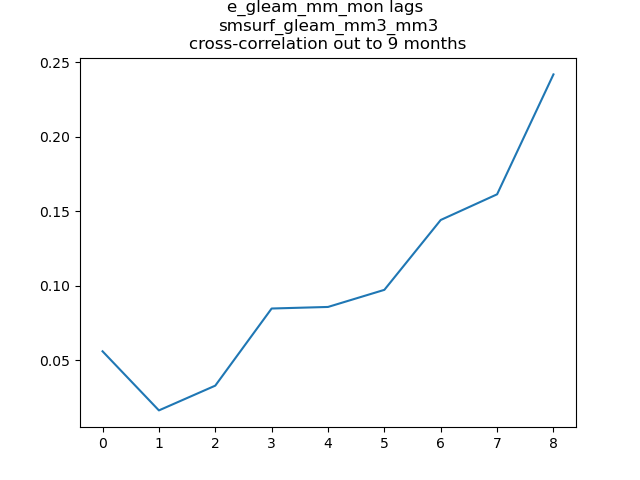 e_gleam_mm_mon lags
smsurf_gleam_mm3_mm3
cross-correlation out to 9 months
0.25
0.20
0.15
0.10
0.05
0 1 2 3 4 5 6 7 8